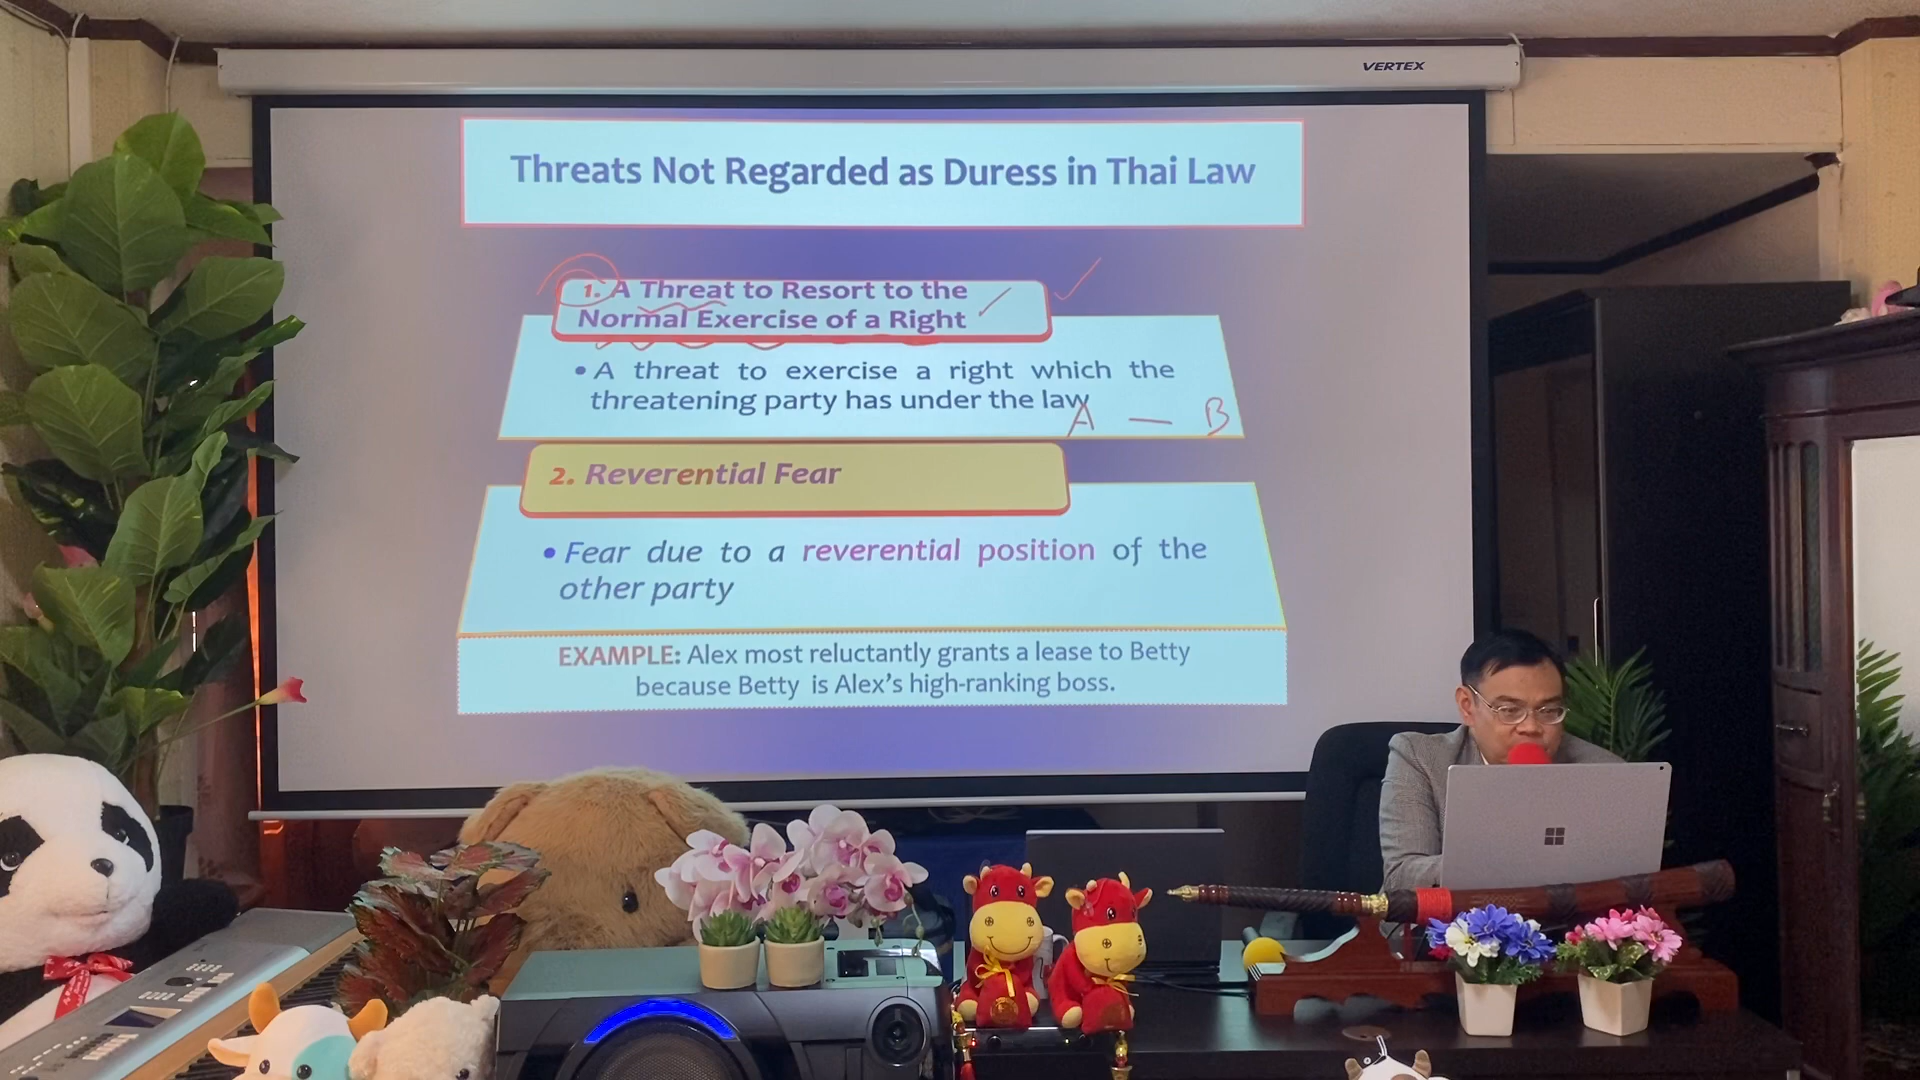 VERTEX
Threats Not Regarded as Duress in Thai Law
1. A Threat to Resort to the
Normal Exercise of a Right
• A threat to exercise a right which the
threatening party has under the law
A — B
2. Reverential Fear
• Fear due to a reverential position of the
other party
EXAMPLE: Alex most reluctantly grants a lease to Betty
because Betty is Alex's high-ranking boss.